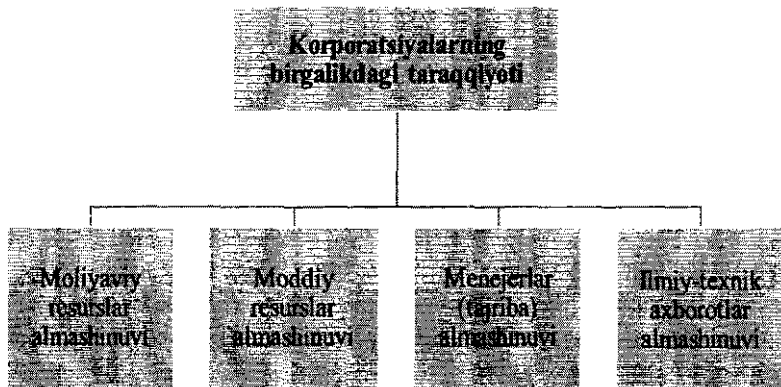 Korporatsiyalarning
birgalikdagi taraqqiyoti
Moliyaviy
resurslar
almashinuvi
Moddiy
resurslar
almashinuvi
Menejerlar
(tajriba)
almashinuvi
Ilmiy-texnik
axborotlar
almashinuvi